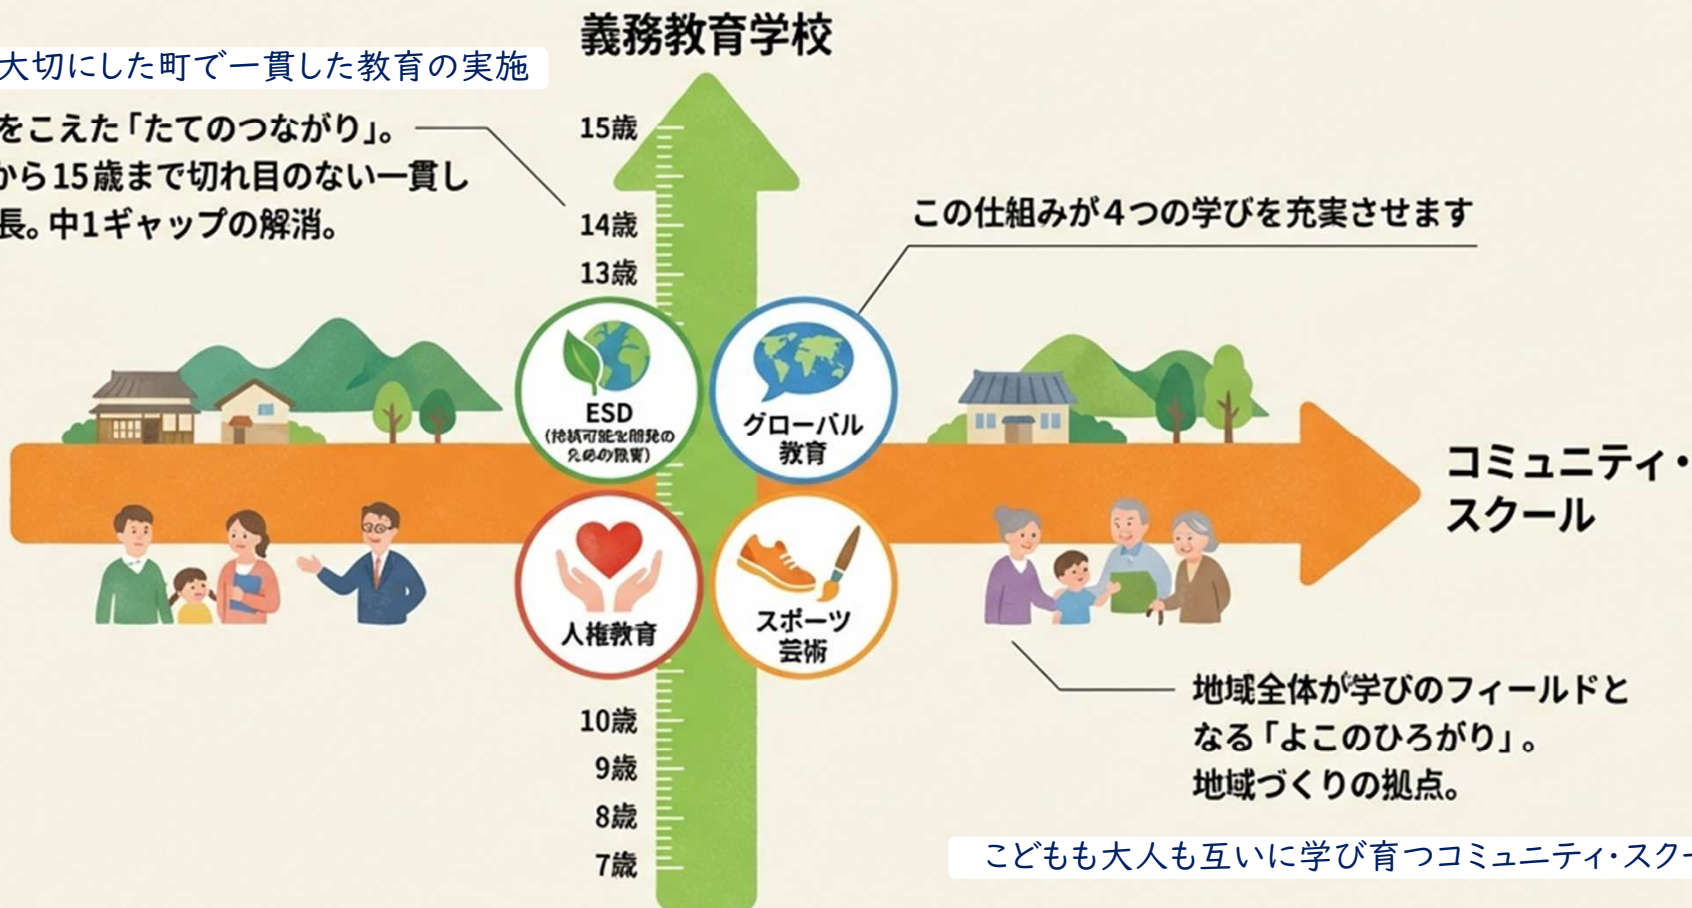 義務教育学校
大切にした町で一貫した教育の実施
をこえた「たてのつながり」。
から15歳まで切れ目のない一貫し
長。中1ギャップの解消。
15歳
14歳
13歳
この仕組みが4つの学びを充実させます
ESD
グローバル
教育
コミュニティ・
スクール
人権教育
スポーツ
芸術
10歳
9歳
8歳
7歳
地域全体が学びのフィールドと
なる「よこのひろがり」。
地域づくりの拠点。
こどもも大人も互いに学び育つコミュニティ・スク